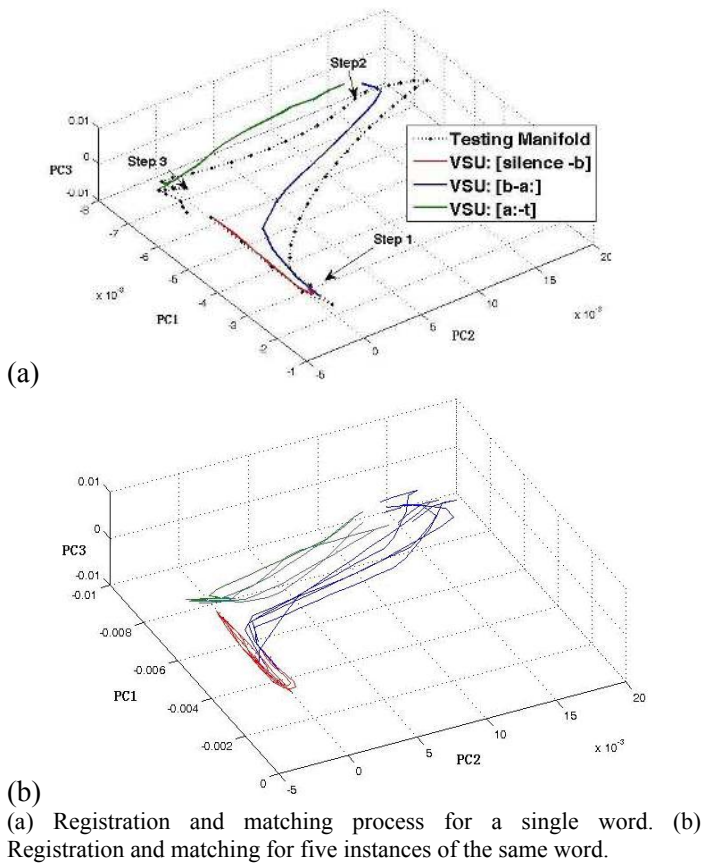 Step2
0.01
0
PC3
-0.01
Step 3
-8
-7
-6
-5
-4
-3
-2
-1
x 10⁻³
PC1
Testing Manifold
VSU: [silence -b]
VSU: [b-a:]
VSU: [a:-t]
Step 1
-5
0
5
10
15
20
x 10⁻³
PC2
(a)
0.01
0
PC3
-0.01
-0.01
-0.008
-0.006
-0.004
-0.002
0
PC1
-5
0
5
10
15
20
x 10⁻³
PC2
(b)
(a) Registration and matching process for a single word. (b)
Registration and matching for five instances of the same word.